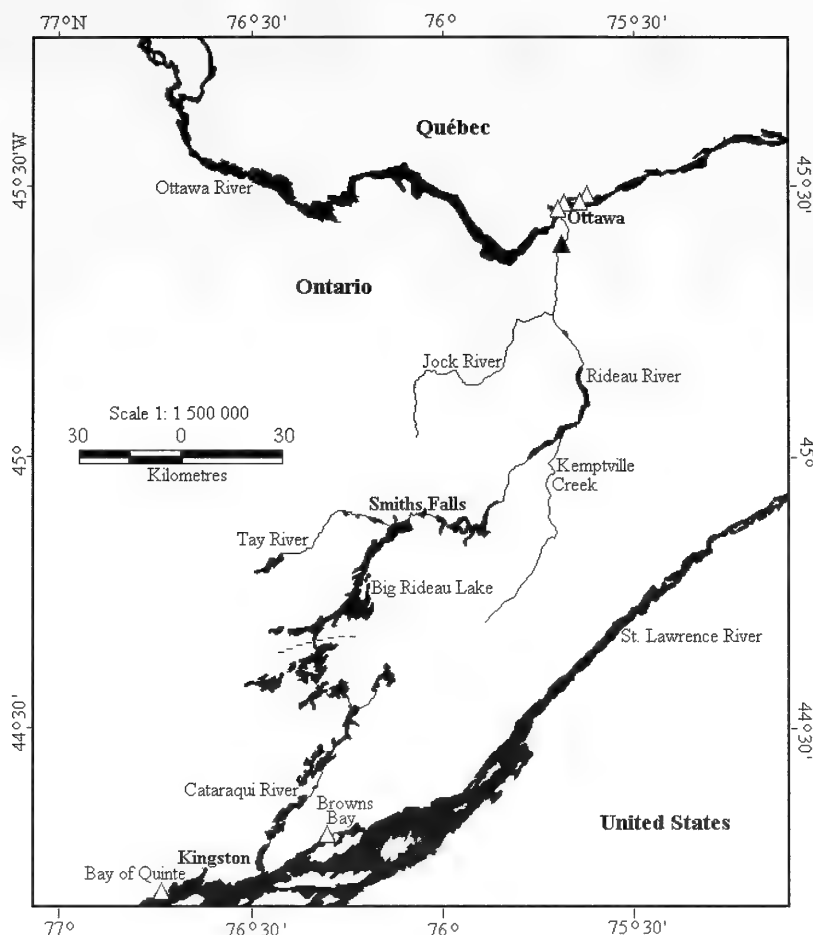 77°N 76°30' 76° 75°30'
Québec
45°30'W
45°30'
Ottawa River
Ottawa
Ontario
Jock River
Rideau River
Scale 1: 1 500 000
30 0 30
Kilometres
45°
45°
Kemptville
Creek
Smiths Falls
Tay River
Big Rideau Lake
St. Lawrence River
44°30
44°30'
Cataraqui River
Browns
Bay
United States
Kingston
Bay of Quinte
77° 76°30' 76° 75°30'